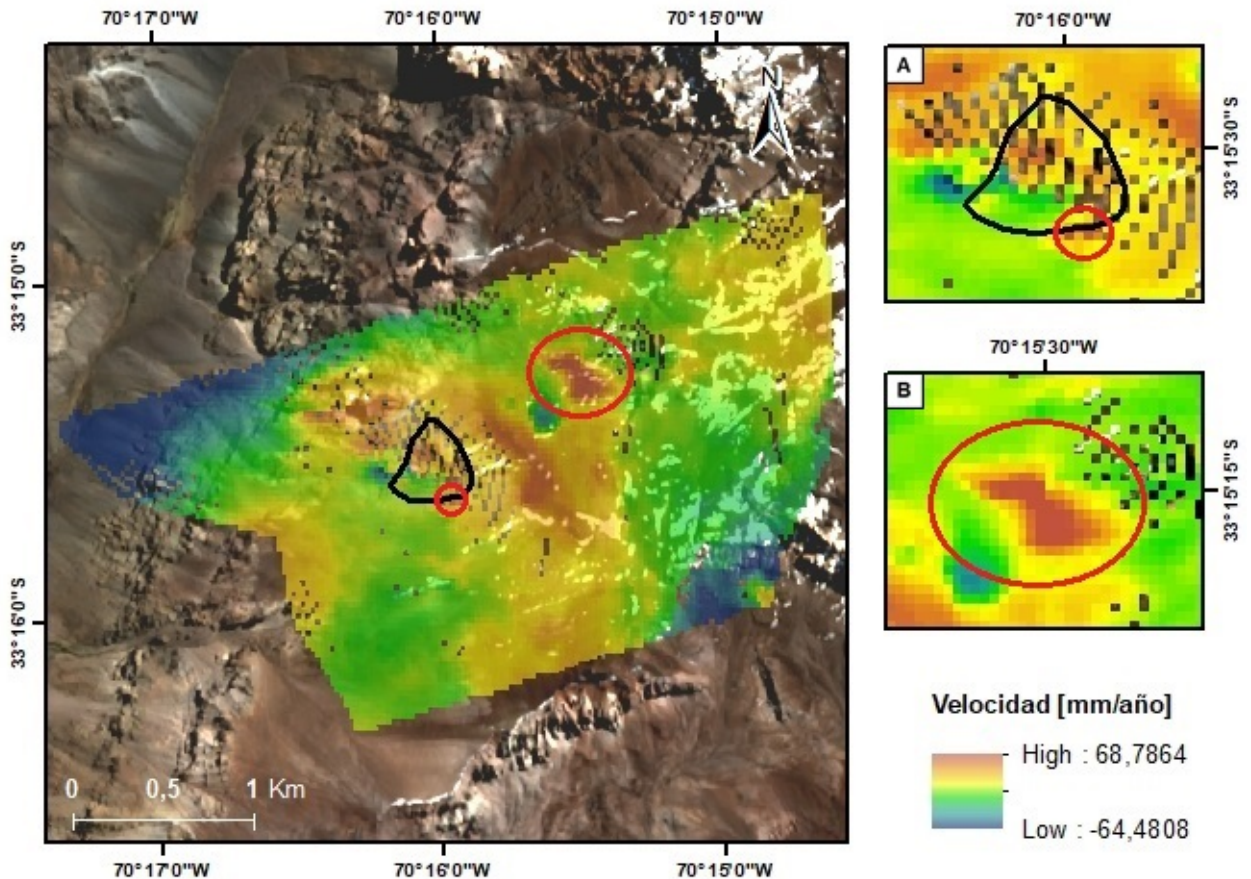 70°17'0"W 70°16'0"W 70°15'0"W
70°16'0"W
A
N
33°15'30"S
33°15'0"S
70°15'30"W
B
33°15'15"S
33°16'0"S
Velocidad [mm/año]
High : 68,7864
Low : -64,4808
0 0,5 1 Km
70°17'0"W 70°16'0"W 70°15'0"W